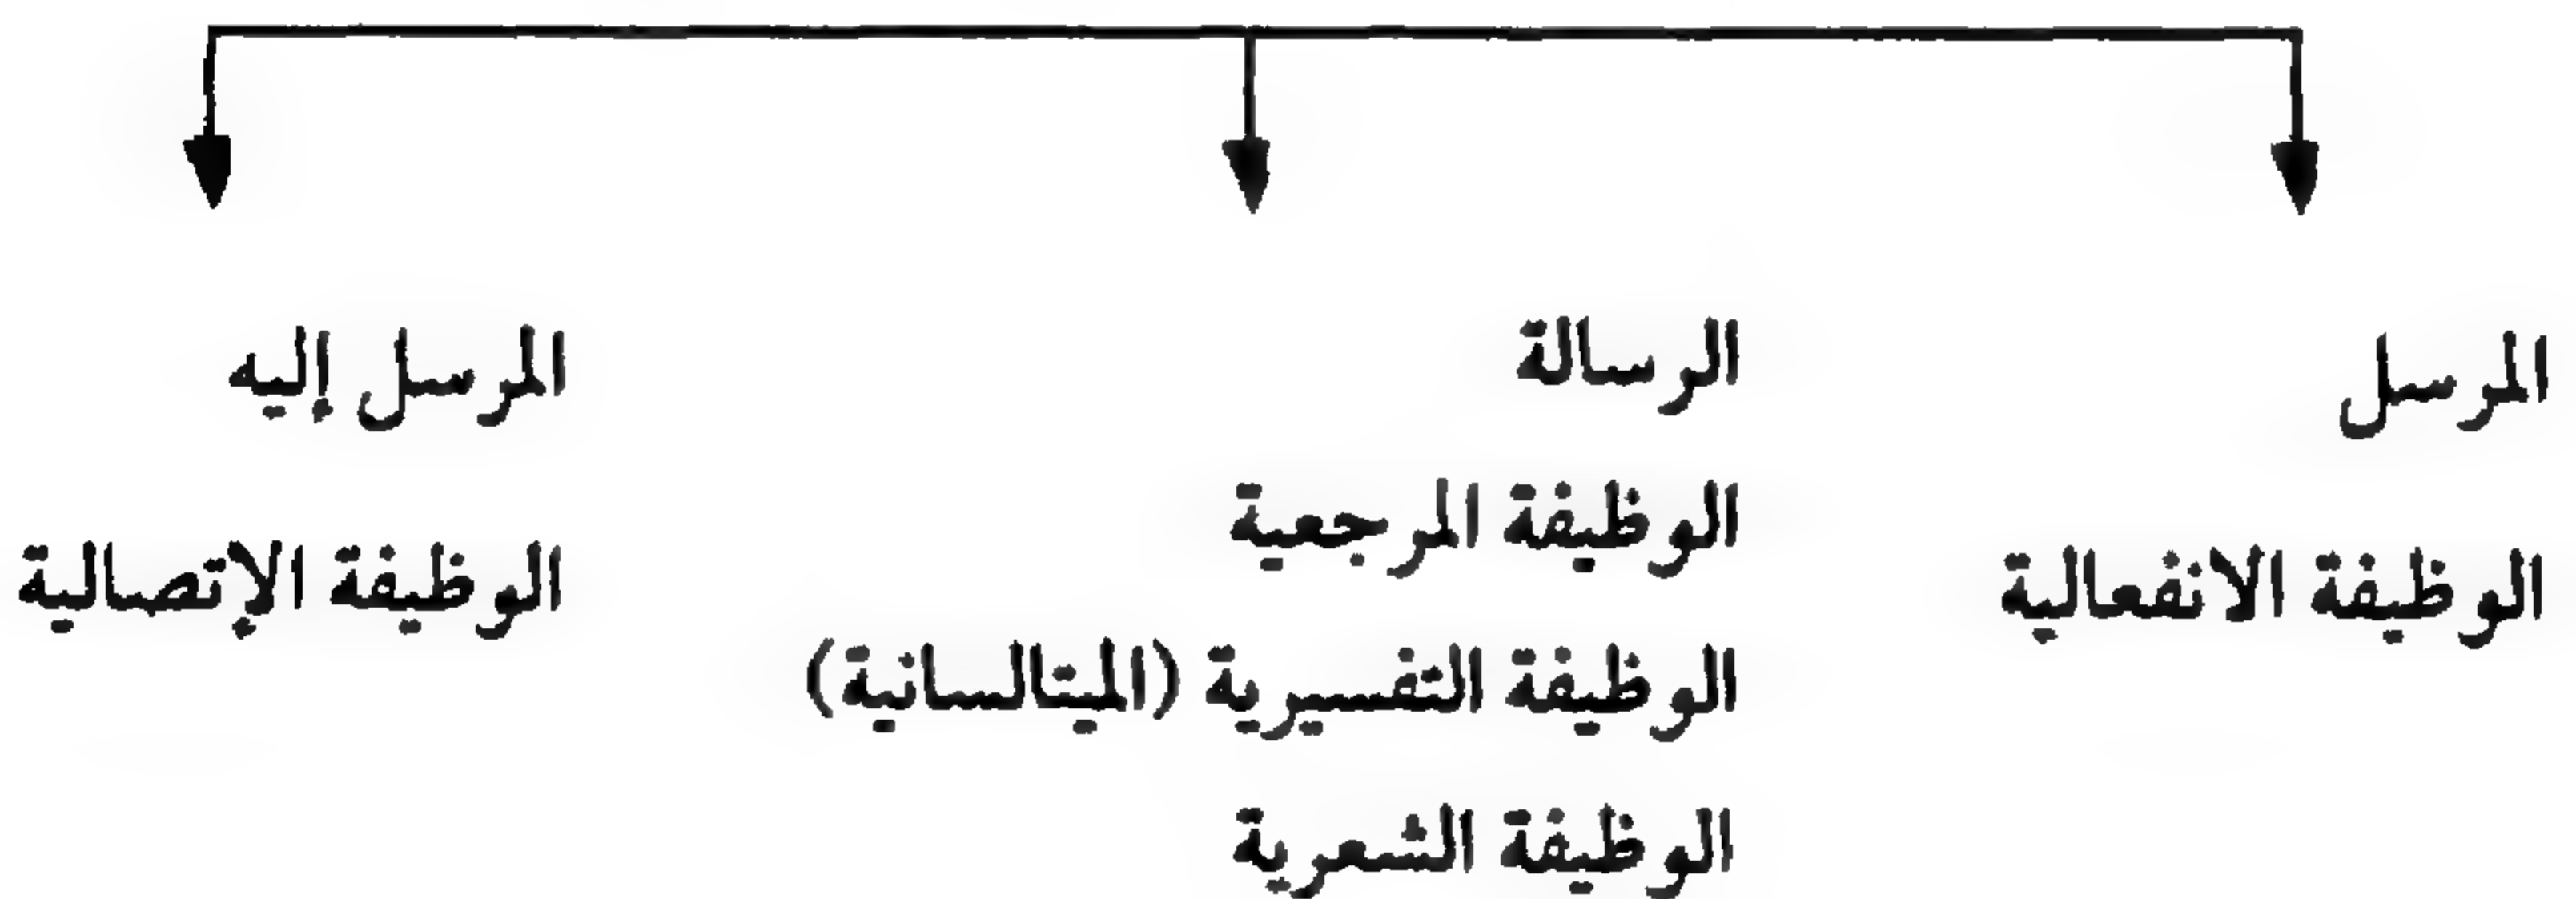 المرسل
الوظيفة الانفعالية
الرسالة
الوظيفة المرجعية
الوظيفة التفسيرية (الميتالسانية)
الوظيفة الشعرية
المرسل إليه
الوظيفة الإتصالية